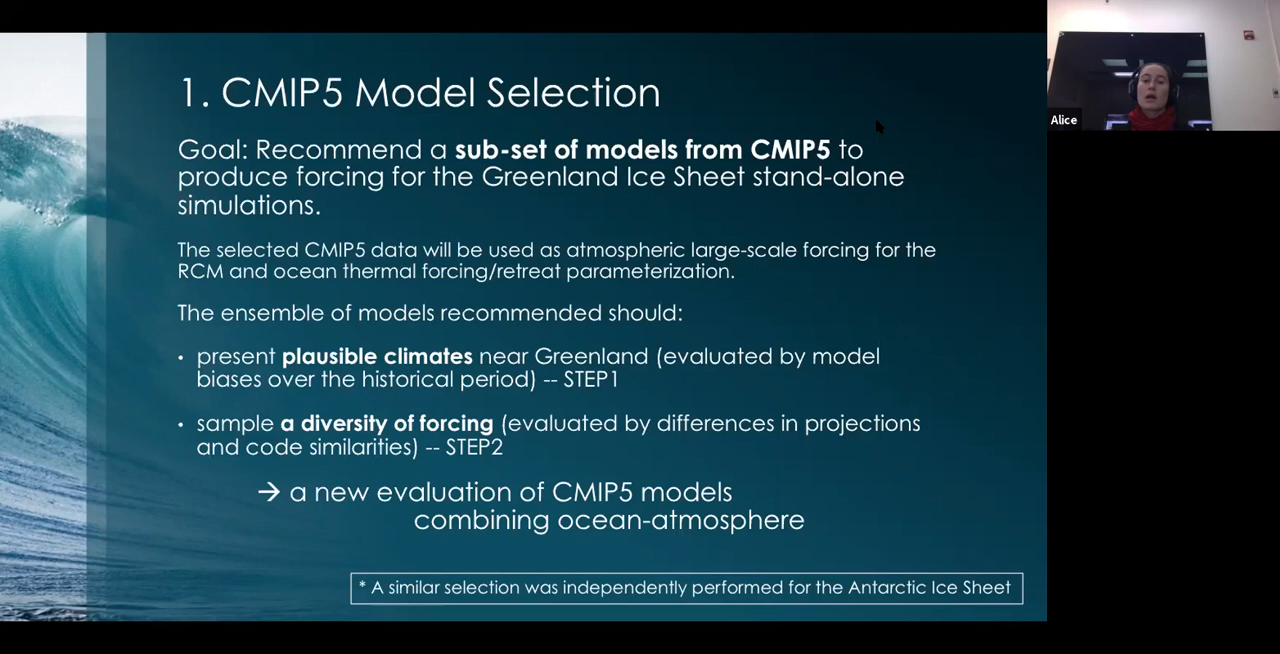 1. CMIP5 Model Selection
Goal: Recommend a sub-set of models from CMIP5 to
produce forcing for the Greenland Ice Sheet stand-alone
simulations.
The selected CMIP5 data will be used as atmospheric large-scale forcing for the
RCM and ocean thermal forcing/retreat parameterization.
The ensemble of models recommended should:
• present plausible climates near Greenland (evaluated by model
biases over the historical period) -- STEP1
• sample a diversity of forcing (evaluated by differences in projections
and code similarities) -- STEP2
→ a new evaluation of CMIP5 models
combining ocean-atmosphere
* A similar selection was independently performed for the Antarctic Ice Sheet
Alice